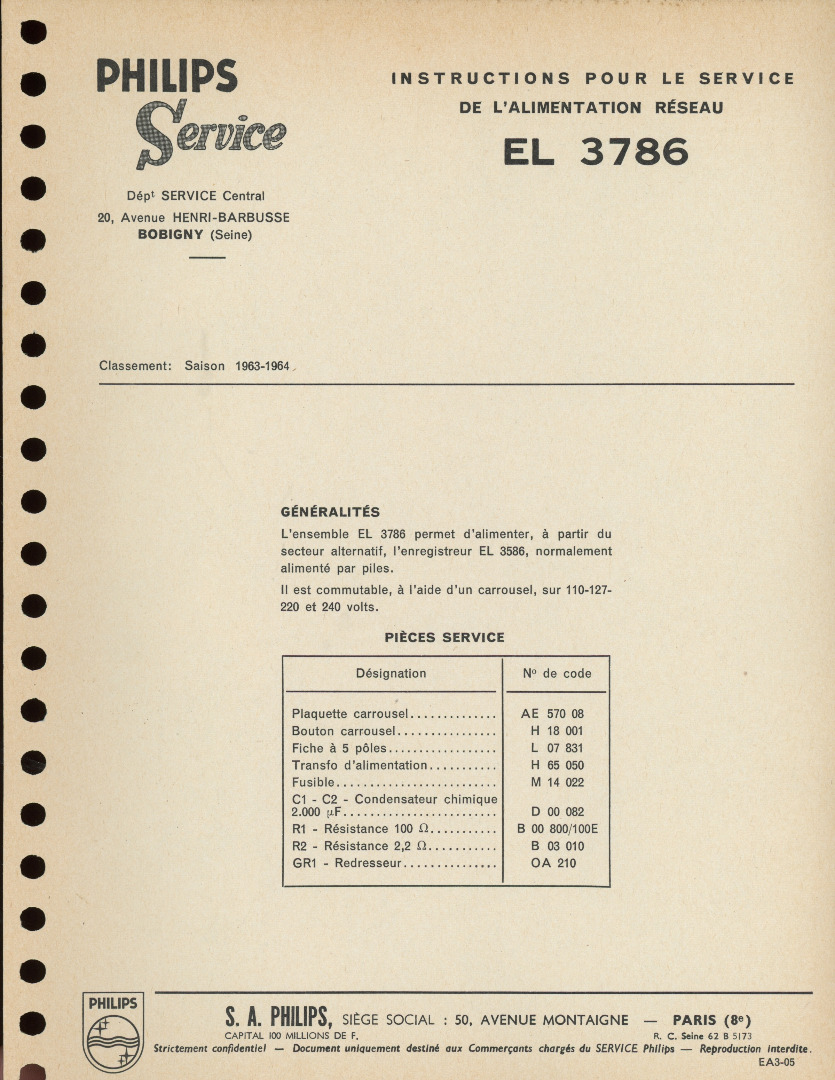 PHILIPS
Service
INSTRUCTIONS POUR LE SERVICE
DE L'ALIMENTATION RÉSEAU
EL 3786
Dépt SERVICE Central
20, Avenue HENRI-BARBUSSE
BOBIGNY (Seine)
Classement: Saison 1963-1964
GÉNÉRALITÉS
L'ensemble EL 3786 permet d'alimenter, à partir du
secteur alternatif, l'enregistreur EL 3586, normalement
alimenté par piles.
Il est commutable, à l'aide d'un carrousel, sur 110-127-
220 et 240 volts.
PIÈCES SERVICE
Désignation No de code
Plaquette carrousel.............. AE 570 08
Bouton carrousel................ H 18 001
Fiche à 5 pôles................. L 07 831
Transfo d'alimentation........... H 65 050
Fusible......................... M 14 022
C1 - C2 - Condensateur chimique
2.000 µF........................ D 00 082
R1 - Résistance 100 Ω.......... B 00 800/100E
R2 - Résistance 2,2 Ω........... B 03 010
GR1 - Redresseur............... OA 210
PHILIPS
S. A. PHILIPS, SIÈGE SOCIAL : 50, AVENUE MONTAIGNE — PARIS (8e)
CAPITAL 100 MILLIONS DE F. R. C. Seine 62 B 5173
Strictement confidentiel — Document uniquement destiné aux Commerçants chargés du SERVICE Philips — Reproduction interdite.
EA3-05